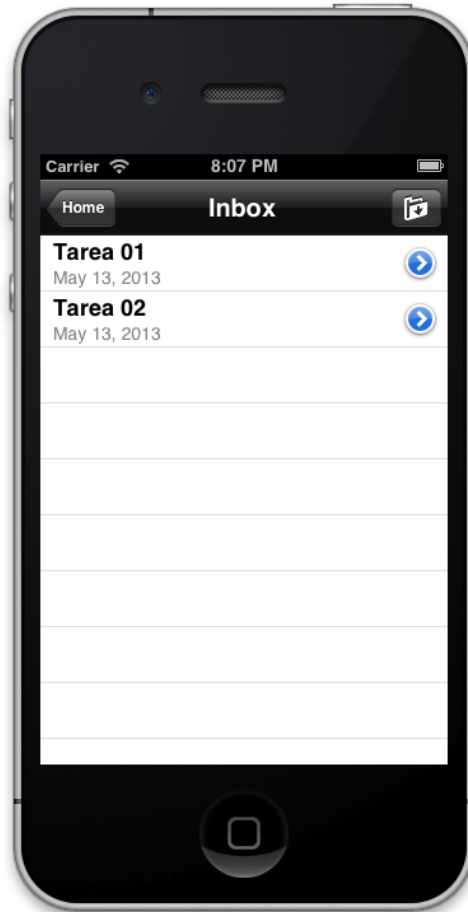 Carrier 8:07 PM
Home Inbox
Tarea 01
May 13, 2013
Tarea 02
May 13, 2013